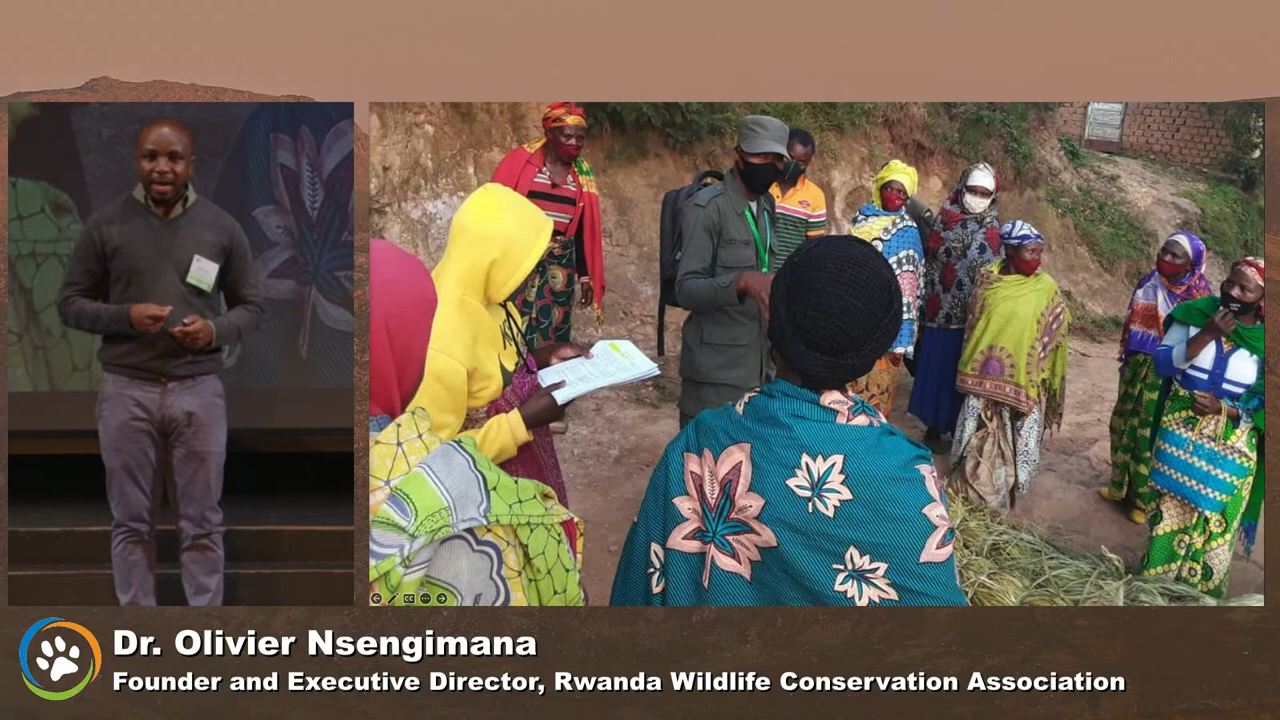 Dr. Olivier Nsengimana
Founder and Executive Director, Rwanda Wildlife Conservation Association